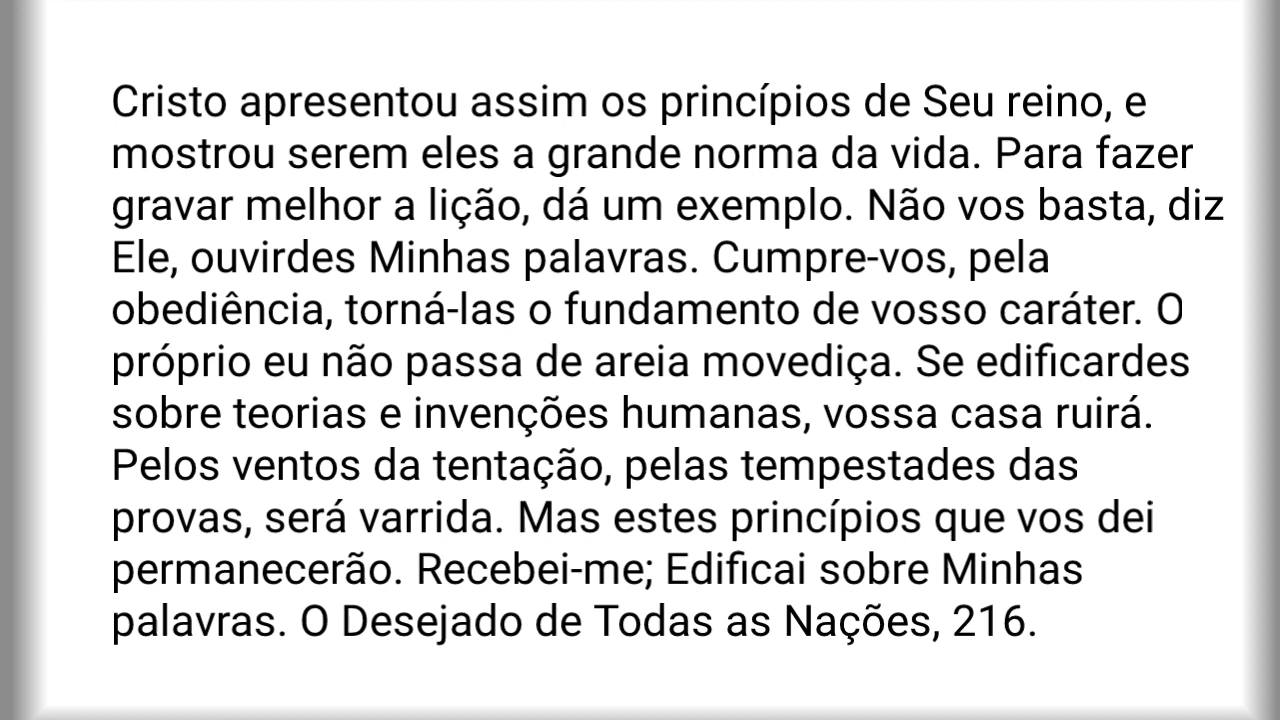 Cristo apresentou assim os princípios de Seu reino, e
mostrou serem eles a grande norma da vida. Para fazer
gravar melhor a lição, dá um exemplo. Não vos basta, diz
Ele, ouvirdes Minhas palavras. Cumpre-vos, pela
obediência, torná-las o fundamento de vosso caráter. O
próprio eu não passa de areia movediça. Se edificardes
sobre teorias e invenções humanas, vossa casa ruirá.
Pelos ventos da tentação, pelas tempestades das
provas, será varrida. Mas estes princípios que vos dei
permanecerão. Recebei-me; Edificai sobre Minhas
palavras. O Desejado de Todas as Nações, 216.